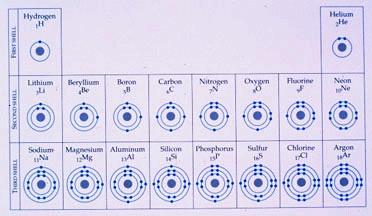 Hydrogen
₁H
Helium
₂He
FIRST SHELL
Lithium
₃Li
Beryllium
₄Be
Boron
₅B
Carbon
₆C
Nitrogen
₇N
Oxygen
₈O
Fluorine
₉F
Neon
₁₀Ne
SECOND SHELL
Sodium
₁₁Na
Magnesium
₁₂Mg
Aluminum
₁₃Al
Silicon
₁₄Si
Phosphorus
₁₅P
Sulfur
₁₆S
Chlorine
₁₇Cl
Argon
₁₈Ar
THIRD SHELL